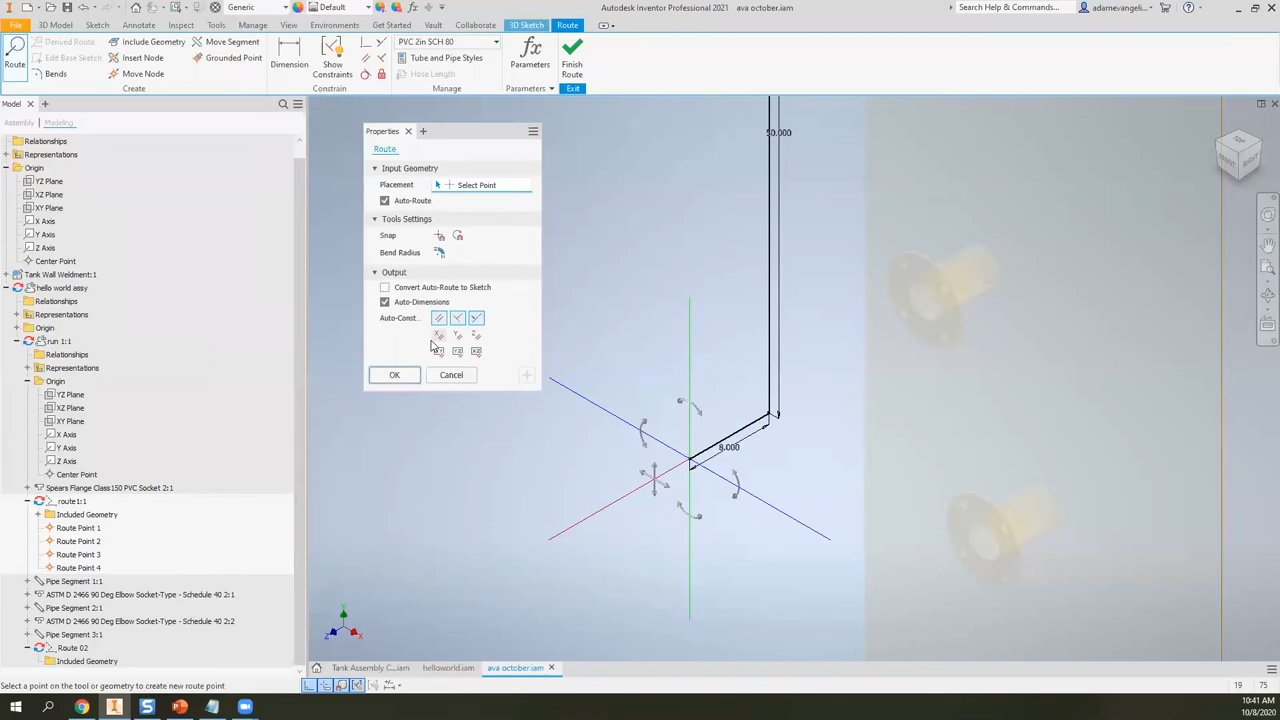 Generic
Default
Autodesk Inventor Professional 2021   ava october.iam
Search Help & Commands...
adamevangeli...
File
3D Model
Sketch
Annotate
Inspect
Tools
Manage
View
Environments
Get Started
Vault
Collaborate
3D Sketch
Route
Route
Derived Route
Edit Base Sketch
Bends
Include Geometry
Insert Node
Move Node
Move Segment
Grounded Point
Create
Dimension
Show Constraints
Constrain
PVC 2in SCH 80
Tube and Pipe Styles
Hose Length
Manage
fx
Parameters
Parameters
Finish Route
Exit
Model
Assembly
Modeling
Relationships
Representations
Origin
YZ Plane
XZ Plane
XY Plane
X Axis
Y Axis
Z Axis
Center Point
Tank Wall Weldment:1
hello world assy
Relationships
Representations
Origin
run 1:1
Relationships
Representations
Origin
YZ Plane
XZ Plane
XY Plane
X Axis
Y Axis
Z Axis
Center Point
Spears Flange Class150 PVC Socket 2:1
route1:1
Included Geometry
Route Point 1
Route Point 2
Route Point 3
Route Point 4
Pipe Segment 1:1
ASTM D 2466 90 Deg Elbow Socket-Type - Schedule 40 2:1
Pipe Segment 2:1
ASTM D 2466 90 Deg Elbow Socket-Type - Schedule 40 2:2
Pipe Segment 3:1
Route 02
Included Geometry
Properties
Route
Input Geometry
Placement
Select Point
Auto-Route
Tools Settings
Snap
Bend Radius
Output
Convert Auto-Route to Sketch
Auto-Dimensions
Auto-Const...
OK
Cancel
50.000
8.000
TOP
FRONT
RIGHT
Y
Z
X
Tank Assembly C...iam
helloworld.iam
ava october.iam
Select a point on the tool or geometry to create new route point
19
75
10:41 AM
10/8/2020